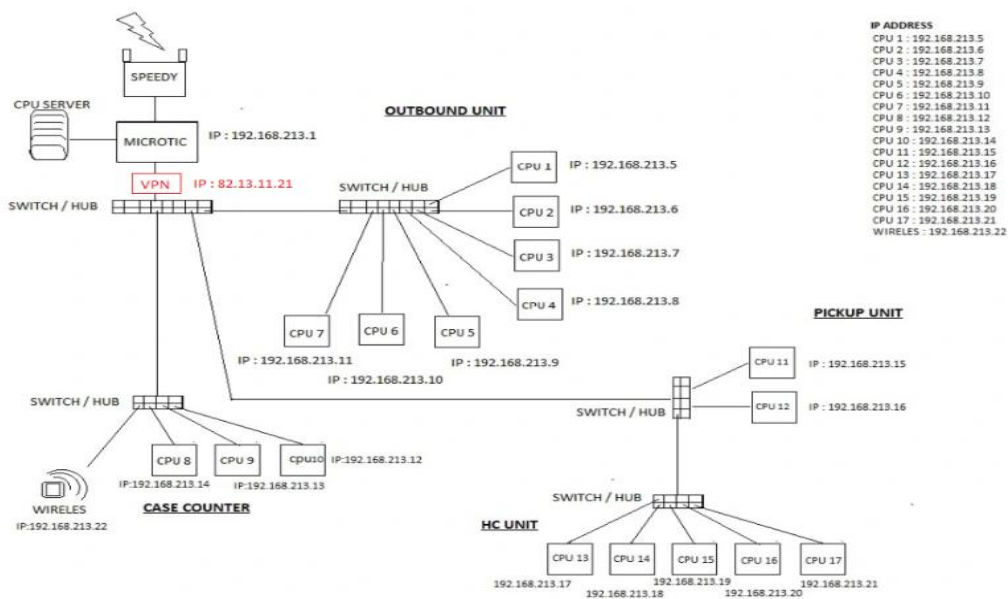 SPEEDY
CPU SERVER
MICROTIC
IP : 192.168.213.1
VPN
IP : 82.13.11.21
SWITCH / HUB
OUTBOUND UNIT
SWITCH / HUB
CPU 1
IP : 192.168.213.5
CPU 2
IP : 192.168.213.6
CPU 3
IP : 192.168.213.7
CPU 4
IP : 192.168.213.8
CPU 7
CPU 6
CPU 5
IP : 192.168.213.11
IP : 192.168.213.10
IP : 192.168.213.9
IP ADDRESS
CPU 1 : 192.168.213.5
CPU 2 : 192.168.213.6
CPU 3 : 192.168.213.7
CPU 4 : 192.168.213.8
CPU 5 : 192.168.213.9
CPU 6 : 192.168.213.10
CPU 7 : 192.168.213.11
CPU 8 : 192.168.213.12
CPU 9 : 192.168.213.13
CPU 10 : 192.168.213.14
CPU 11 : 192.168.213.15
CPU 12 : 192.168.213.16
CPU 13 : 192.168.213.17
CPU 14 : 192.168.213.18
CPU 15 : 192.168.213.19
CPU 16 : 192.168.213.20
CPU 17 : 192.168.213.21
WIRELES : 192.168.213.22
PICKUP UNIT
CPU 11
IP : 192.168.213.15
CPU 12
IP : 192.168.213.16
SWITCH / HUB
SWITCH / HUB
CPU 8
CPU 9
cpu10
IP:192.168.213.12
IP:192.168.213.14
IP:192.168.213.13
WIRELES
IP:192.168.213.22
CASE COUNTER
SWITCH / HUB
HC UNIT
CPU 13
CPU 14
CPU 15
CPU 16
CPU 17
192.168.213.17
192.168.213.18
192.168.213.19
192.168.213.20
192.168.213.21